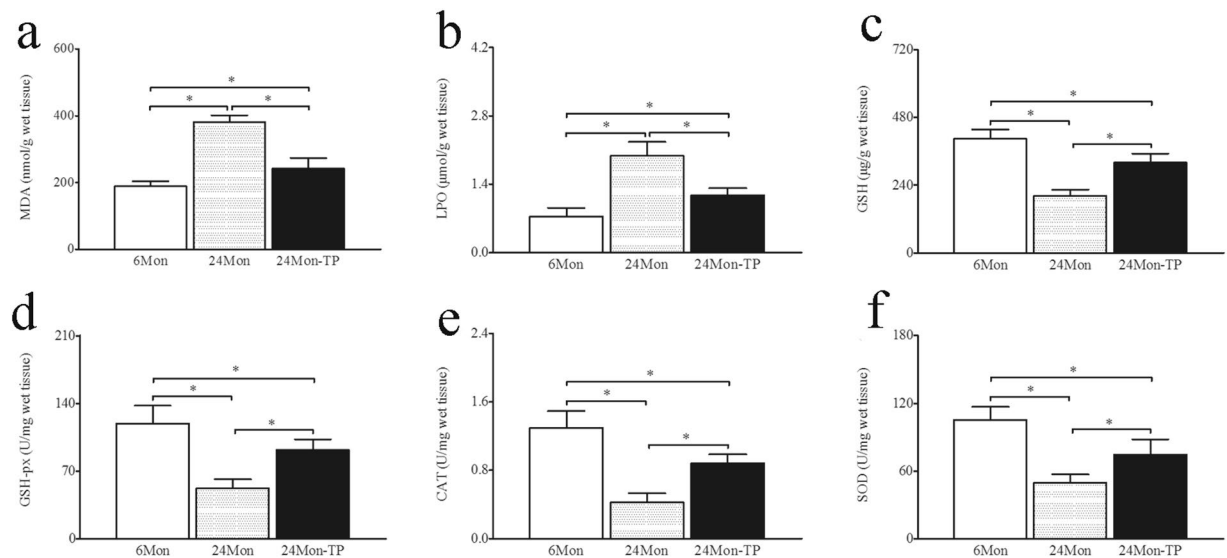 a
MDA (nmol/g wet tissue)
600
400
200
0
*
*
*
6Mon 24Mon 24Mon-TP
b
LPO (μmol/g wet tissue)
4.2
2.8
1.4
0.0
*
*
*
6Mon 24Mon 24Mon-TP
c
GSH (μg/g wet tissue)
720
480
240
0
*
*
*
6Mon 24Mon 24Mon-TP
d
GSH-px (U/mg wet tissue)
210
140
70
0
*
*
*
6Mon 24Mon 24Mon-TP
e
CAT (U/mg wet tissue)
2.4
1.6
0.8
0.0
*
*
*
6Mon 24Mon 24Mon-TP
f
SOD (U/mg wet tissue)
180
120
60
0
*
*
*
6Mon 24Mon 24Mon-TP